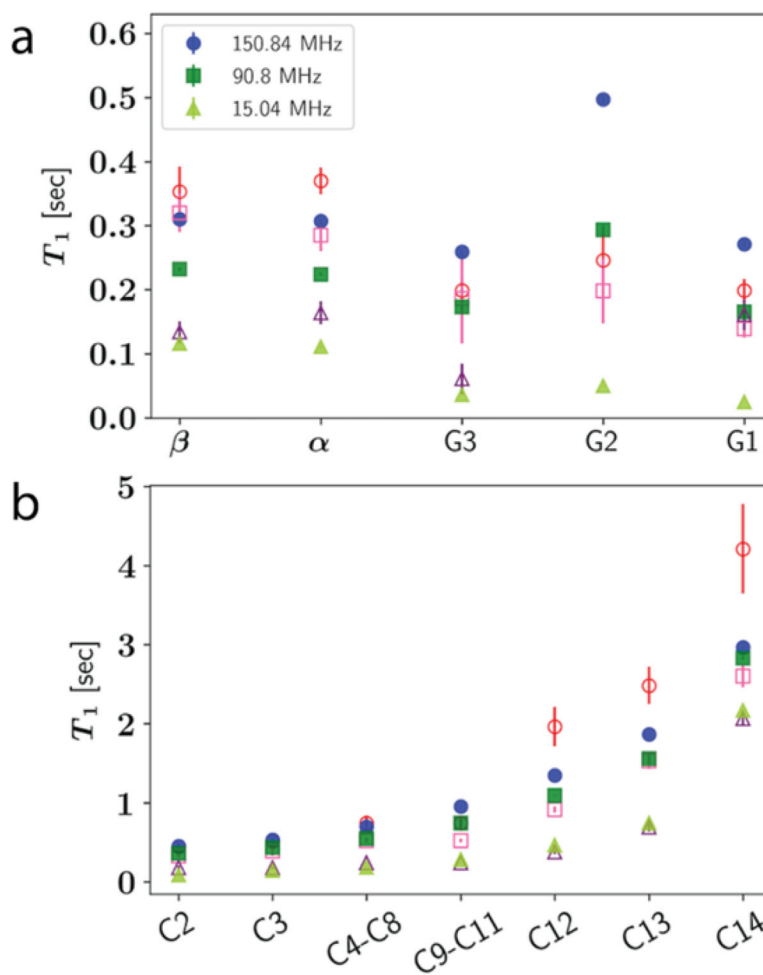 a
0.6
0.5
0.4
0.3
0.2
0.1
0.0
T₁ [sec]
150.84 MHz
90.8 MHz
15.04 MHz
β α G3 G2 G1
b
5
4
3
2
1
0
T₁ [sec]
C2 C3 C4-C8 C9-C11 C12 C13 C14